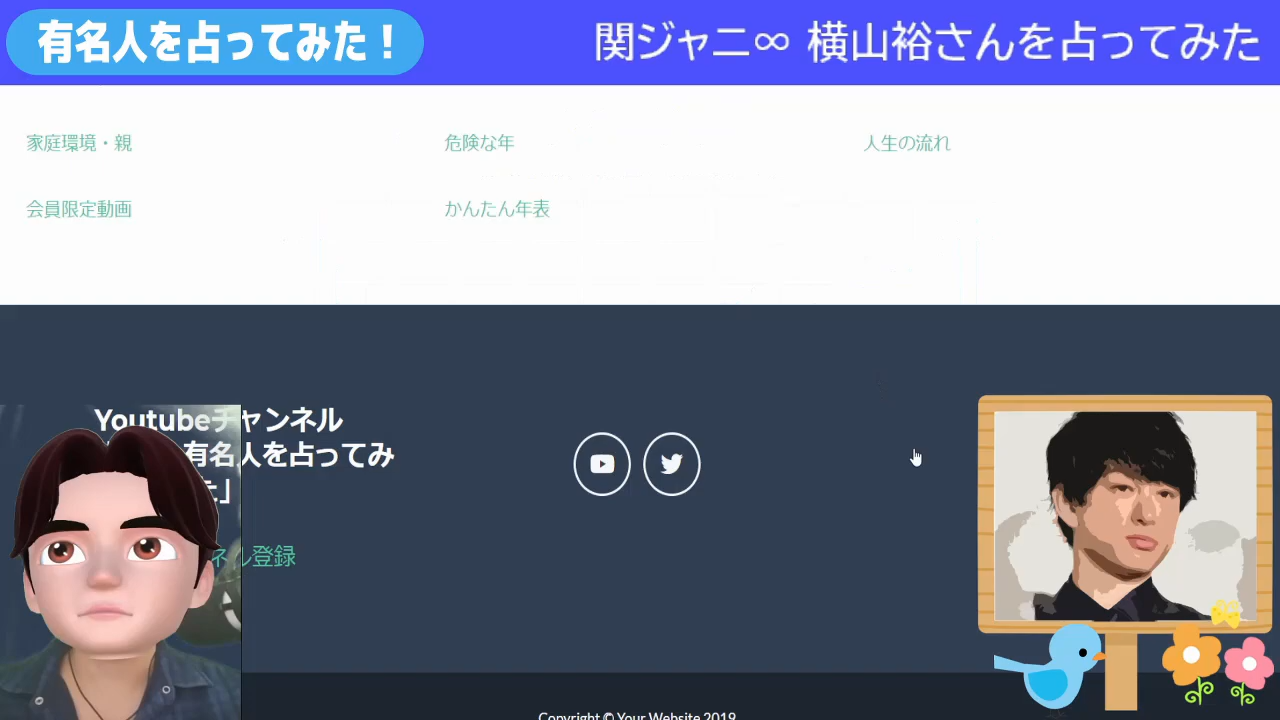 有名人を占ってみた！
関ジャニ∞ 横山裕さんを占ってみた
家庭環境・親
危険な年
人生の流れ
会員限定動画
かんたん年表
Youtubeチャンネル
有名人を占ってみ
た」
ネル登録
Copyright © Your Website 2019